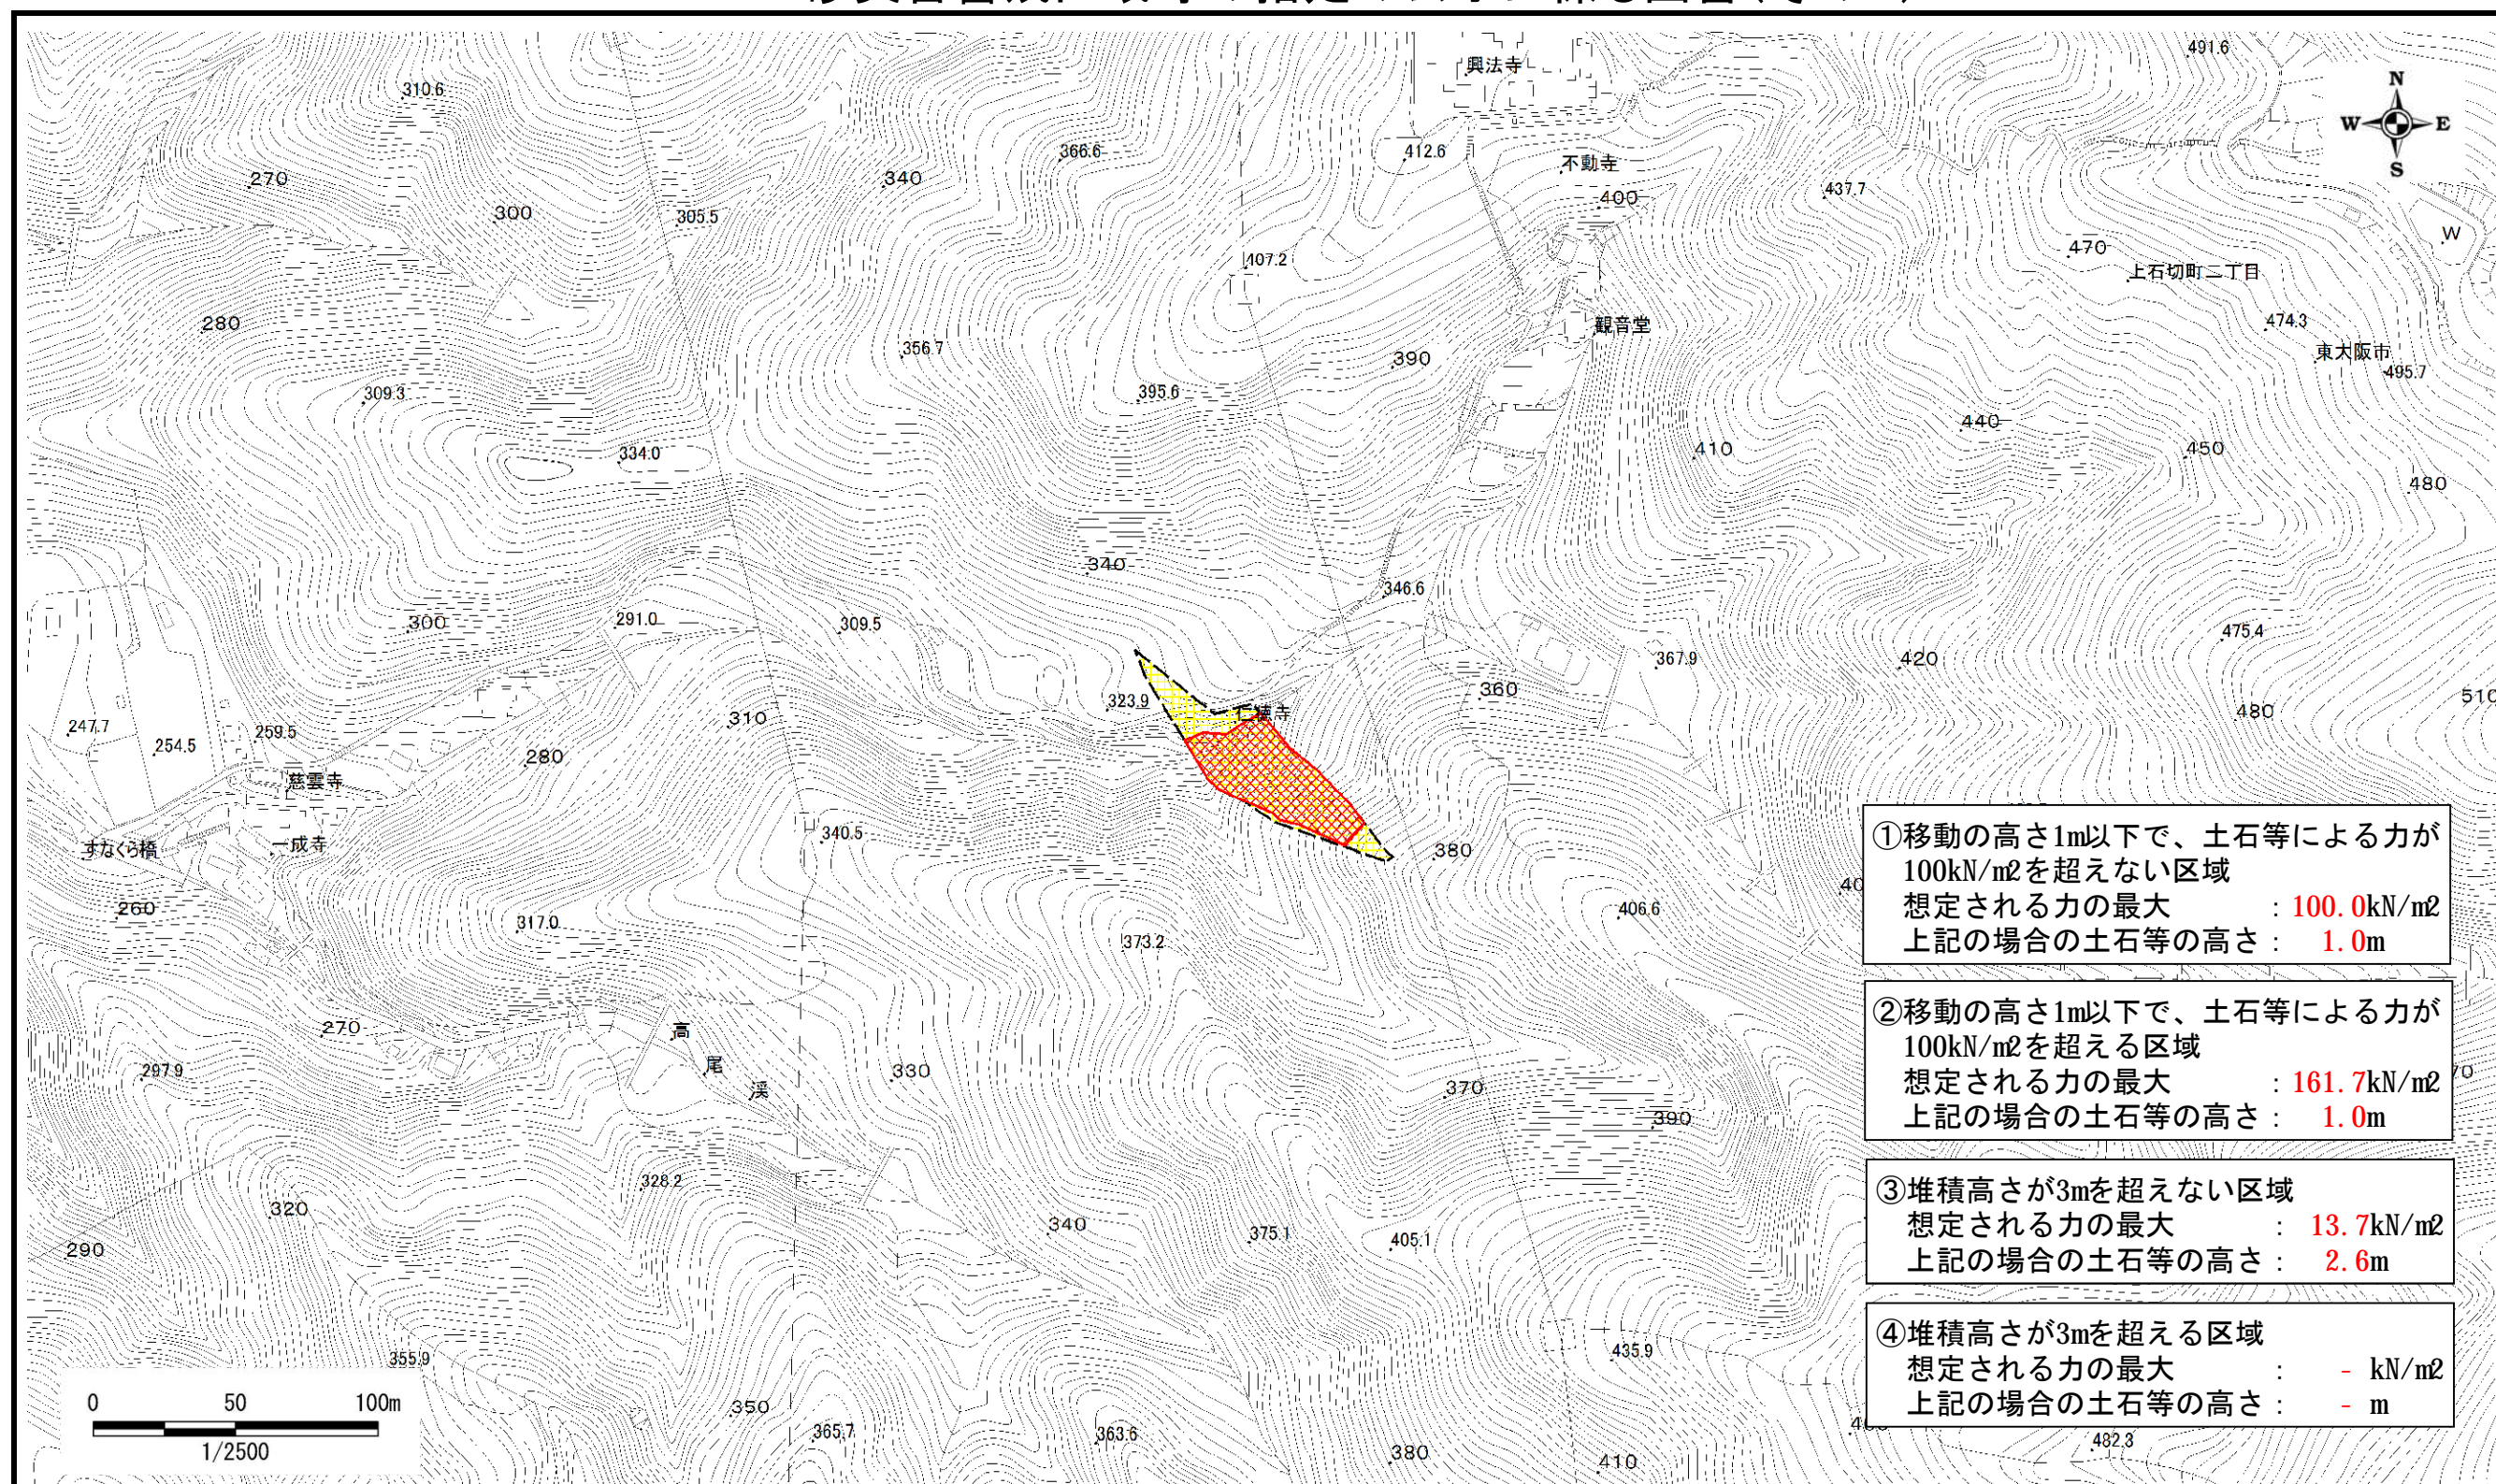 興法寺
491.6
310.6
N
W E
S
366.6
412.6
不動寺
270
340
437.7
300
305.5
400
W
407.2
470
上石切町二丁目
280
観音堂
474.3
356.7
390
東大阪市
495.7
309.3
395.6
440
334.0
410
450
480
340
346.6
300
291.0
309.5
475.4
367.9
420
360
510
323.9
仁徳寺
247.7
254.5
259.5
310
480
280
慈雲寺
340.5
すなくら橋
一成寺
380
260
317.0
406.6
373.2
①移動の高さ1m以下で、土石等による力が
100kN/m2を超えない区域
想定される力の最大 : 100.0kN/m2
上記の場合の土石等の高さ : 1.0m
270
高
尾
渓
297.9
330
370
390
②移動の高さ1m以下で、土石等による力が
100kN/m2を超える区域
想定される力の最大 : 161.7kN/m2
上記の場合の土石等の高さ : 1.0m
328.2
320
340
290
375.1
405.1
③堆積高さが3mを超えない区域
想定される力の最大 : 13.7kN/m2
上記の場合の土石等の高さ : 2.6m
355.9
435.9
④堆積高さが3mを超える区域
想定される力の最大 : - kN/m2
上記の場合の土石等の高さ : - m
0 50 100m
1/2500
350
365.7
363.6
380
410
482.3